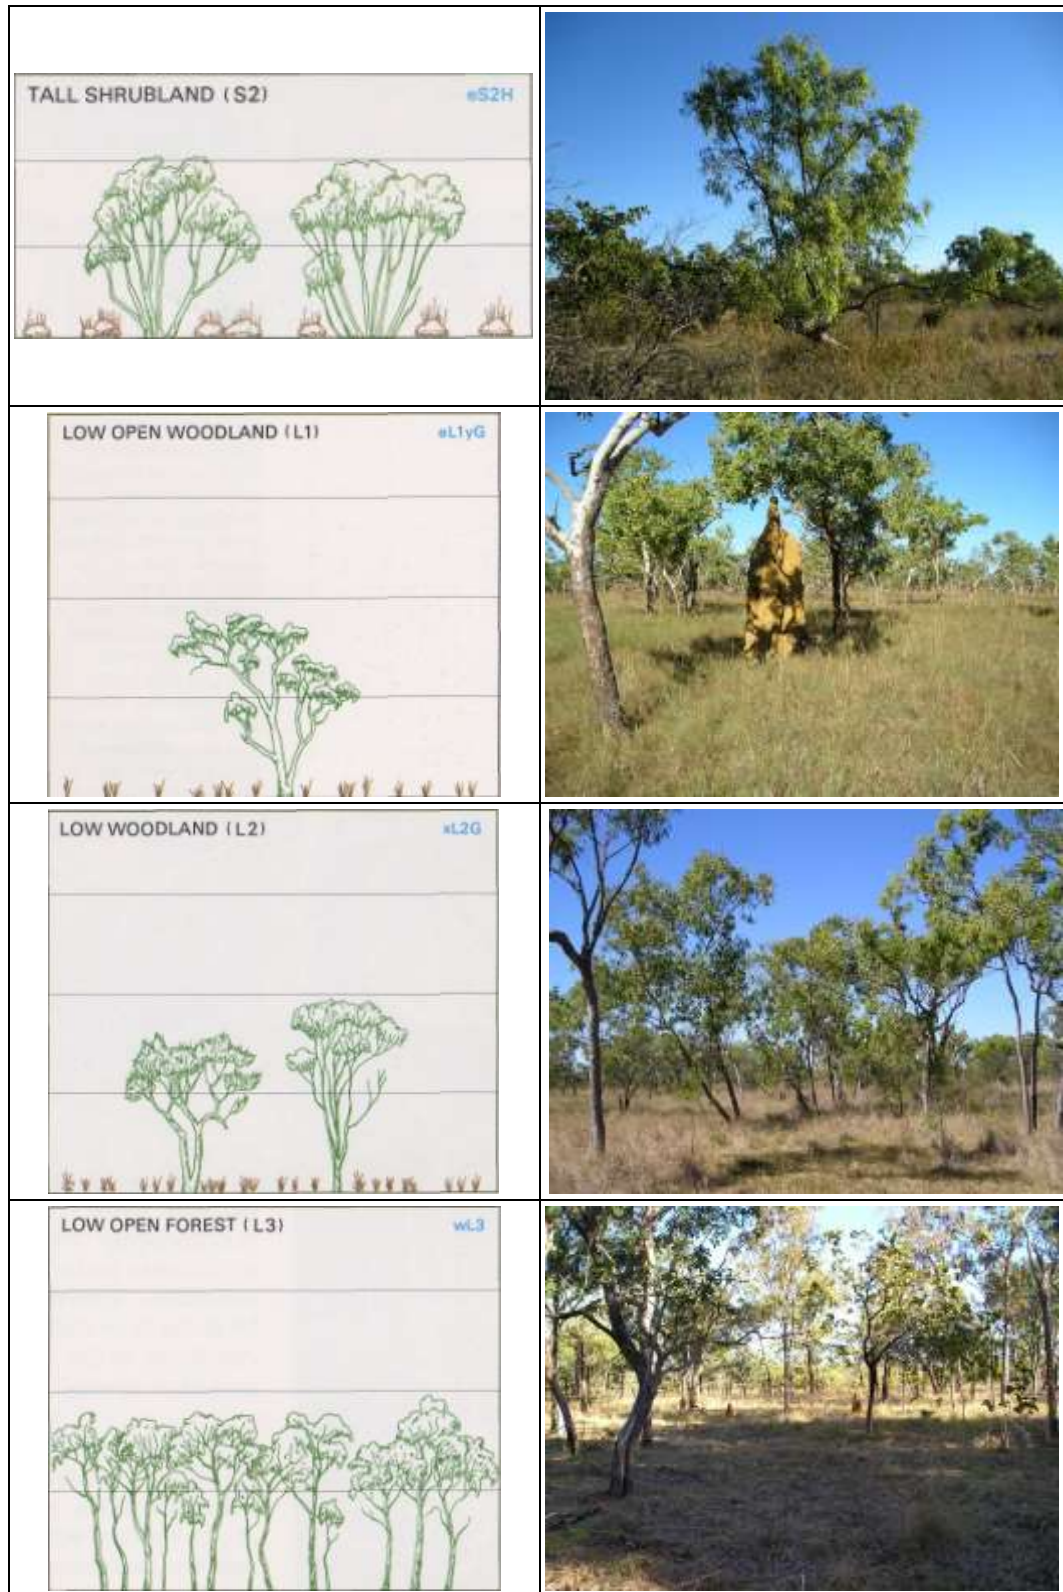 TALL SHRUBLAND (S2) eS2H
LOW OPEN WOODLAND (L1) eL1yG
LOW WOODLAND (L2) xL2G
LOW OPEN FOREST (L3) wL3